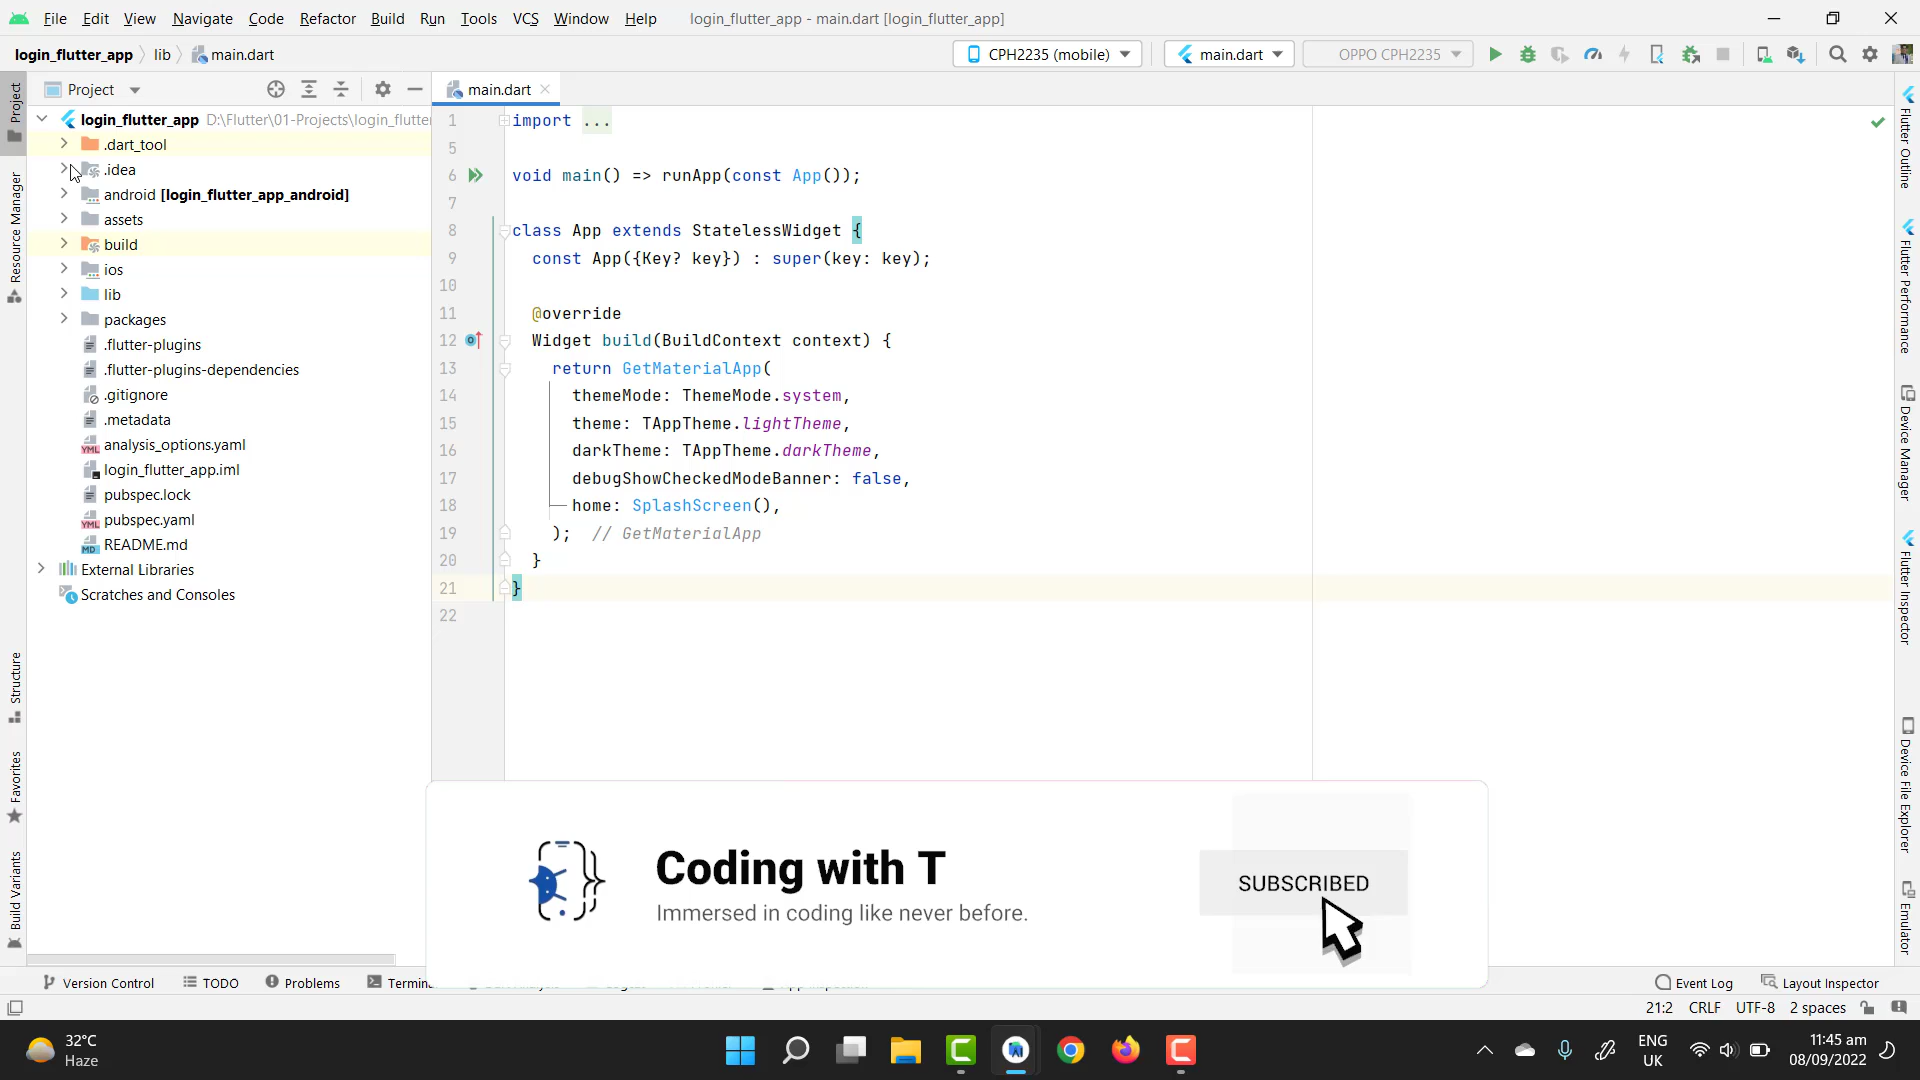 File Edit View Navigate Code Refactor Build Run Tools VCS Window Help login_flutter_app - main.dart [login_flutter_app]
login_flutter_app lib main.dart CPH2235 (mobile) main.dart OPPO CPH2235
Project
main.dart
login_flutter_app D:\Flutter\01-Projects\login_flutte
.dart_tool
.idea
android [login_flutter_app_android]
assets
build
ios
lib
packages
.flutter-plugins
.flutter-plugins-dependencies
.gitignore
.metadata
analysis_options.yaml
login_flutter_app.iml
pubspec.lock
pubspec.yaml
README.md
External Libraries
Scratches and Consoles
1 import ...
5
6 void main() => runApp(const App());
7
8 class App extends StatelessWidget {
9 const App({Key? key}) : super(key: key);
10
11 @override
12 Widget build(BuildContext context) {
13 return GetMaterialApp(
14 themeMode: ThemeMode.system,
15 theme: TAppTheme.lightTheme,
16 darkTheme: TAppTheme.darkTheme,
17 debugShowCheckedModeBanner: false,
18 home: SplashScreen(),
19 ); // GetMaterialApp
20 }
21 }
22
Project
Resource Manager
Structure
Favorites
Build Variants
Flutter Outline
Flutter Performance
Device Manager
Flutter Inspector
Device File Explorer
Emulator
Coding with T
Immersed in coding like never before.
SUBSCRIBED
Version Control TODO Problems Termina Event Log Layout Inspector
21:2 CRLF UTF-8 2 spaces
32°C
Haze
ENG
UK
11:45 am
08/09/2022